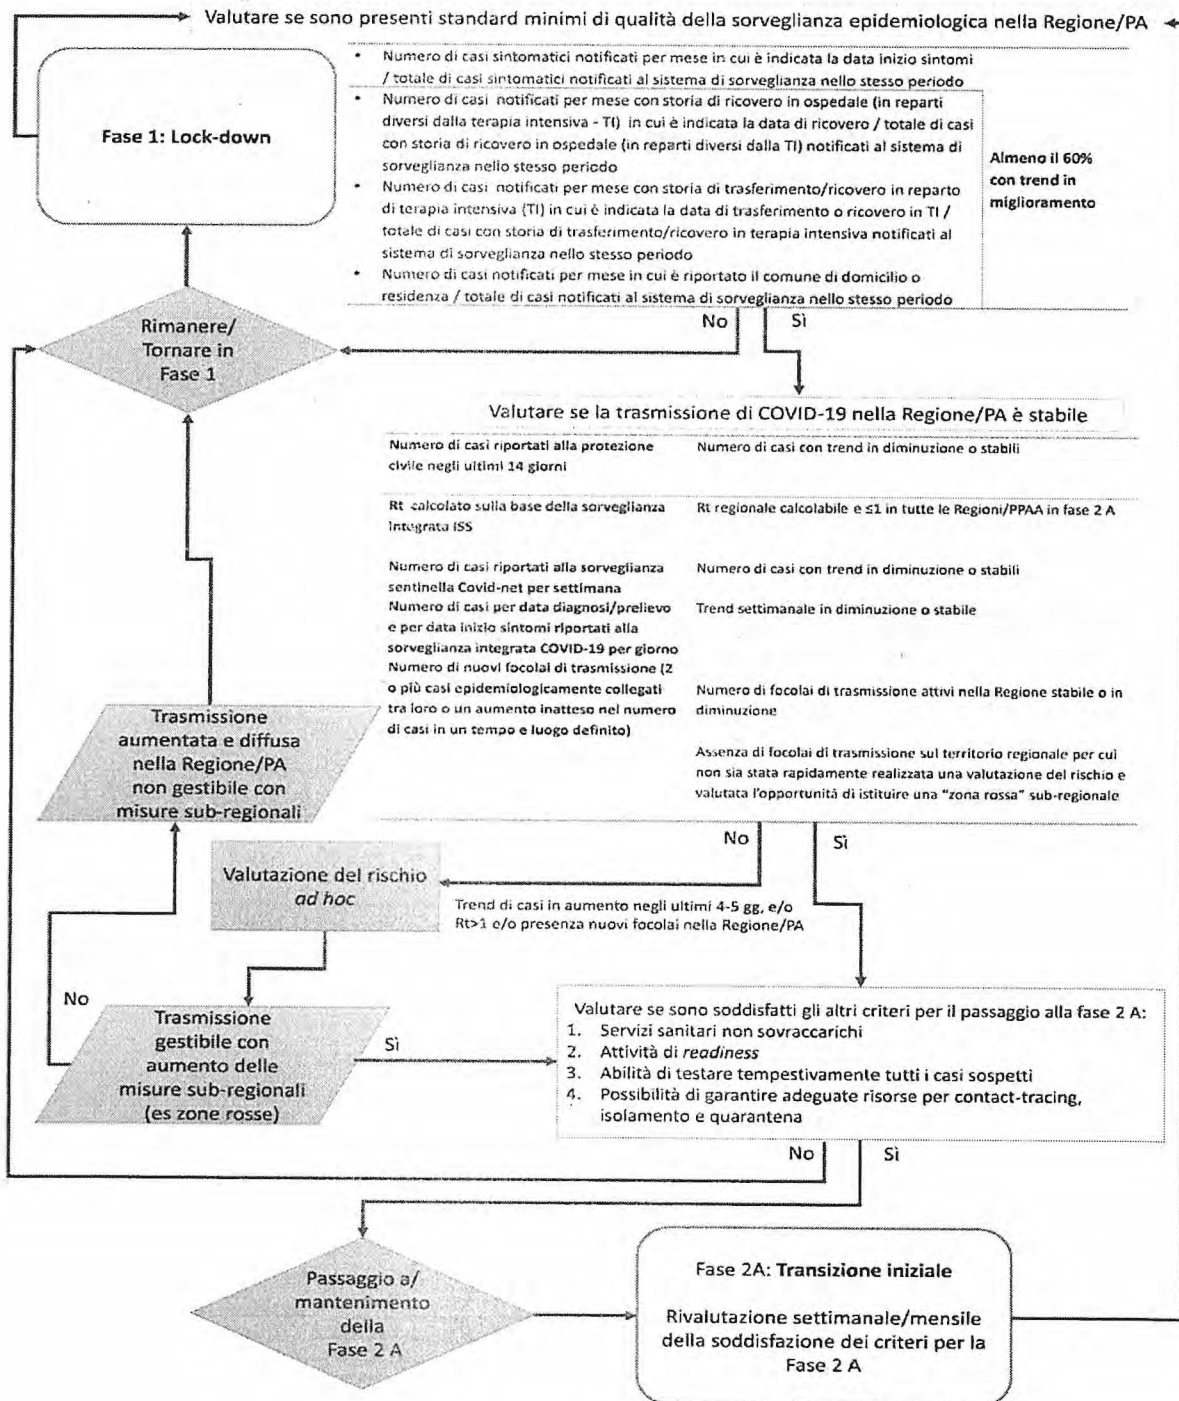 Valutare se sono presenti standard minimi di qualità della sorveglianza epidemiologica nella Regione/PA
Fase 1: Lock-down
• Numero di casi sintomatici notificati per mese in cui è indicata la data inizio sintomi
/ totale di casi sintomatici notificati al sistema di sorveglianza nello stesso periodo
• Numero di casi notificati per mese con storia di ricovero in ospedale (in reparti
diversi dalla terapia intensiva - TI) in cui è indicata la data di ricovero / totale di casi
con storia di ricovero in ospedale (in reparti diversi dalla TI) notificati al sistema di
sorveglianza nello stesso periodo
• Numero di casi notificati per mese con storia di trasferimento/ricovero in reparto
di terapia intensiva (TI) in cui è indicata la data di trasferimento o ricovero in TI /
totale di casi con storia di trasferimento/ricovero in terapia intensiva notificati al
sistema di sorveglianza nello stesso periodo
• Numero di casi notificati per mese in cui è riportato il comune di domicilio o
residenza / totale di casi notificati al sistema di sorveglianza nello stesso periodo
Almeno il 60%
con trend in
miglioramento
No
Sì
Rimanere/
Tornare in
Fase 1
Valutare se la trasmissione di COVID-19 nella Regione/PA è stabile
Numero di casi riportati alla protezione
civile negli ultimi 14 giorni
Numero di casi con trend in diminuzione o stabili
Rt calcolato sulla base della sorveglianza
integrata ISS
Rt regionale calcolabile e ≤1 in tutte le Regioni/PPAA in fase 2 A
Numero di casi riportati alla sorveglianza
sentinella Covid-net per settimana
Numero di casi con trend in diminuzione o stabili
Numero di casi per data diagnosi/prelievo
e per data inizio sintomi riportati alla
sorveglianza integrata COVID-19 per giorno
Trend settimanale in diminuzione o stabile
Numero di nuovi focolai di trasmissione (2
o più casi epidemiologicamente collegati
tra loro o un aumento inatteso nel numero
di casi in un tempo e luogo definito)
Numero di focolai di trasmissione attivi nella Regione stabile o in
diminuzione
Assenza di focolai di trasmissione sul territorio regionale per cui
non sia stata rapidamente realizzata una valutazione del rischio e
valutata l'opportunità di istituire una "zona rossa" sub-regionale
Trasmissione
aumentata e diffusa
nella Regione/PA
non gestibile con
misure sub-regionali
No
Sì
Valutazione del rischio
ad hoc
Trend di casi in aumento negli ultimi 4-5 gg, e/o
Rt>1 e/o presenza nuovi focolai nella Regione/PA
No
Trasmissione
gestibile con
aumento delle
misure sub-regionali
(es zone rosse)
Sì
Valutare se sono soddisfatti gli altri criteri per il passaggio alla fase 2 A:
1. Servizi sanitari non sovraccarichi
2. Attività di readiness
3. Abilità di testare tempestivamente tutti i casi sospetti
4. Possibilità di garantire adeguate risorse per contact-tracing,
isolamento e quarantena
No
Sì
Passaggio a/
mantenimento
della
Fase 2 A
Fase 2A: Transizione iniziale
Rivalutazione settimanale/mensile
della soddisfazione dei criteri per la
Fase 2 A